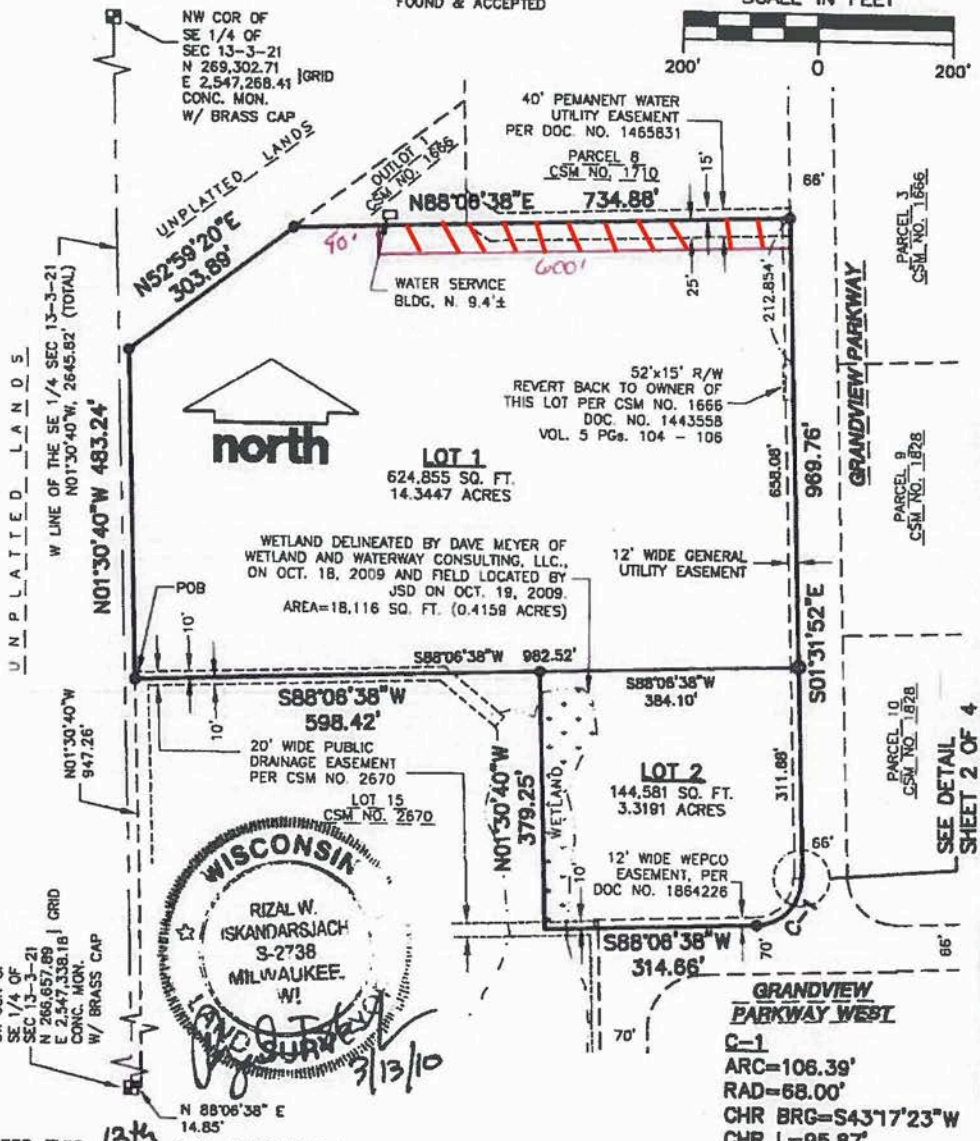 FOUND & ACCEPTED
SCALE IN FEET
200' 0 200'
NW COR OF
SE 1/4 OF
SEC 13-3-21
N 269,302.71
E 2,547,268.41
GRID
CONC. MON.
W/ BRASS CAP
UNPLATTED LANDS
OUTLOT 1
CSM NO. 1666
40' PEMANENT WATER
UTILITY EASEMENT
PER DOC. NO. 1465831
PARCEL 8
CSM NO. 1710
15'
66'
PARCEL 3
CSM NO. 1666
N88°06'38"E 734.88'
N52°59'20"E
303.89'
90'
600'
25'
212.854'
WATER SERVICE
BLDG, N. 9.4'±
W LINE OF THE SE 1/4 SEC 13-3-21
N01°30'40"W, 2645.82' (TOTAL)
UNPLATTED LANDS
N01°30'40"W 483.24'
north
52'x15' R/W
REVERT BACK TO OWNER OF
THIS LOT PER CSM NO. 1666
DOC. NO. 1443558
VOL. 5 PGs. 104 - 106
GRANDVIEW PARKWAY
LOT 1
624,855 SQ. FT.
14.3447 ACRES
658.08'
969.76'
PARCEL 9
CSM NO. 1828
WETLAND DELINEATED BY DAVE MEYER OF
WETLAND AND WATERWAY CONSULTING, LLC.,
ON OCT. 18, 2009 AND FIELD LOCATED BY
JSD ON OCT. 19, 2009.
AREA=18,116 SQ. FT. (0.4159 ACRES)
12' WIDE GENERAL
UTILITY EASEMENT
S01°31'52"E
POB
10'
10'
S88°06'38"W 982.52'
S88°06'38"W
598.42'
S88°06'38"W
384.10'
N01°30'40"W
947.26'
20' WIDE PUBLIC
DRAINAGE EASEMENT
PER CSM NO. 2670
LOT 15
CSM NO. 2670
N01°30'40"W
379.25'
WETLAND
LOT 2
144,581 SQ. FT.
3.3191 ACRES
311.68'
PARCEL 10
CSM NO. 1828
SEE DETAIL
SHEET 2 OF 4
66'
12' WIDE WEPCO
EASEMENT, PER
DOC NO. 1864226
10'
C-1
S88°06'38"W
314.66'
70'
66'
70'
WISCONSIN
RIZAL W.
ISKANDARSJACH
S-2738
MILWAUKEE,
WI
LAND SURVEYOR
3/13/10
SE 1/4 OF
SEC 13-3-21
N 266,657.89
E 2,547,338.18
GRID
CONC. MON.
W/ BRASS CAP
N 88°06'38" E
14.85'
GRANDVIEW
PARKWAY WEST
C-1
ARC=106.39'
RAD=68.00'
CHR BRG=S43°17'23"W
13th